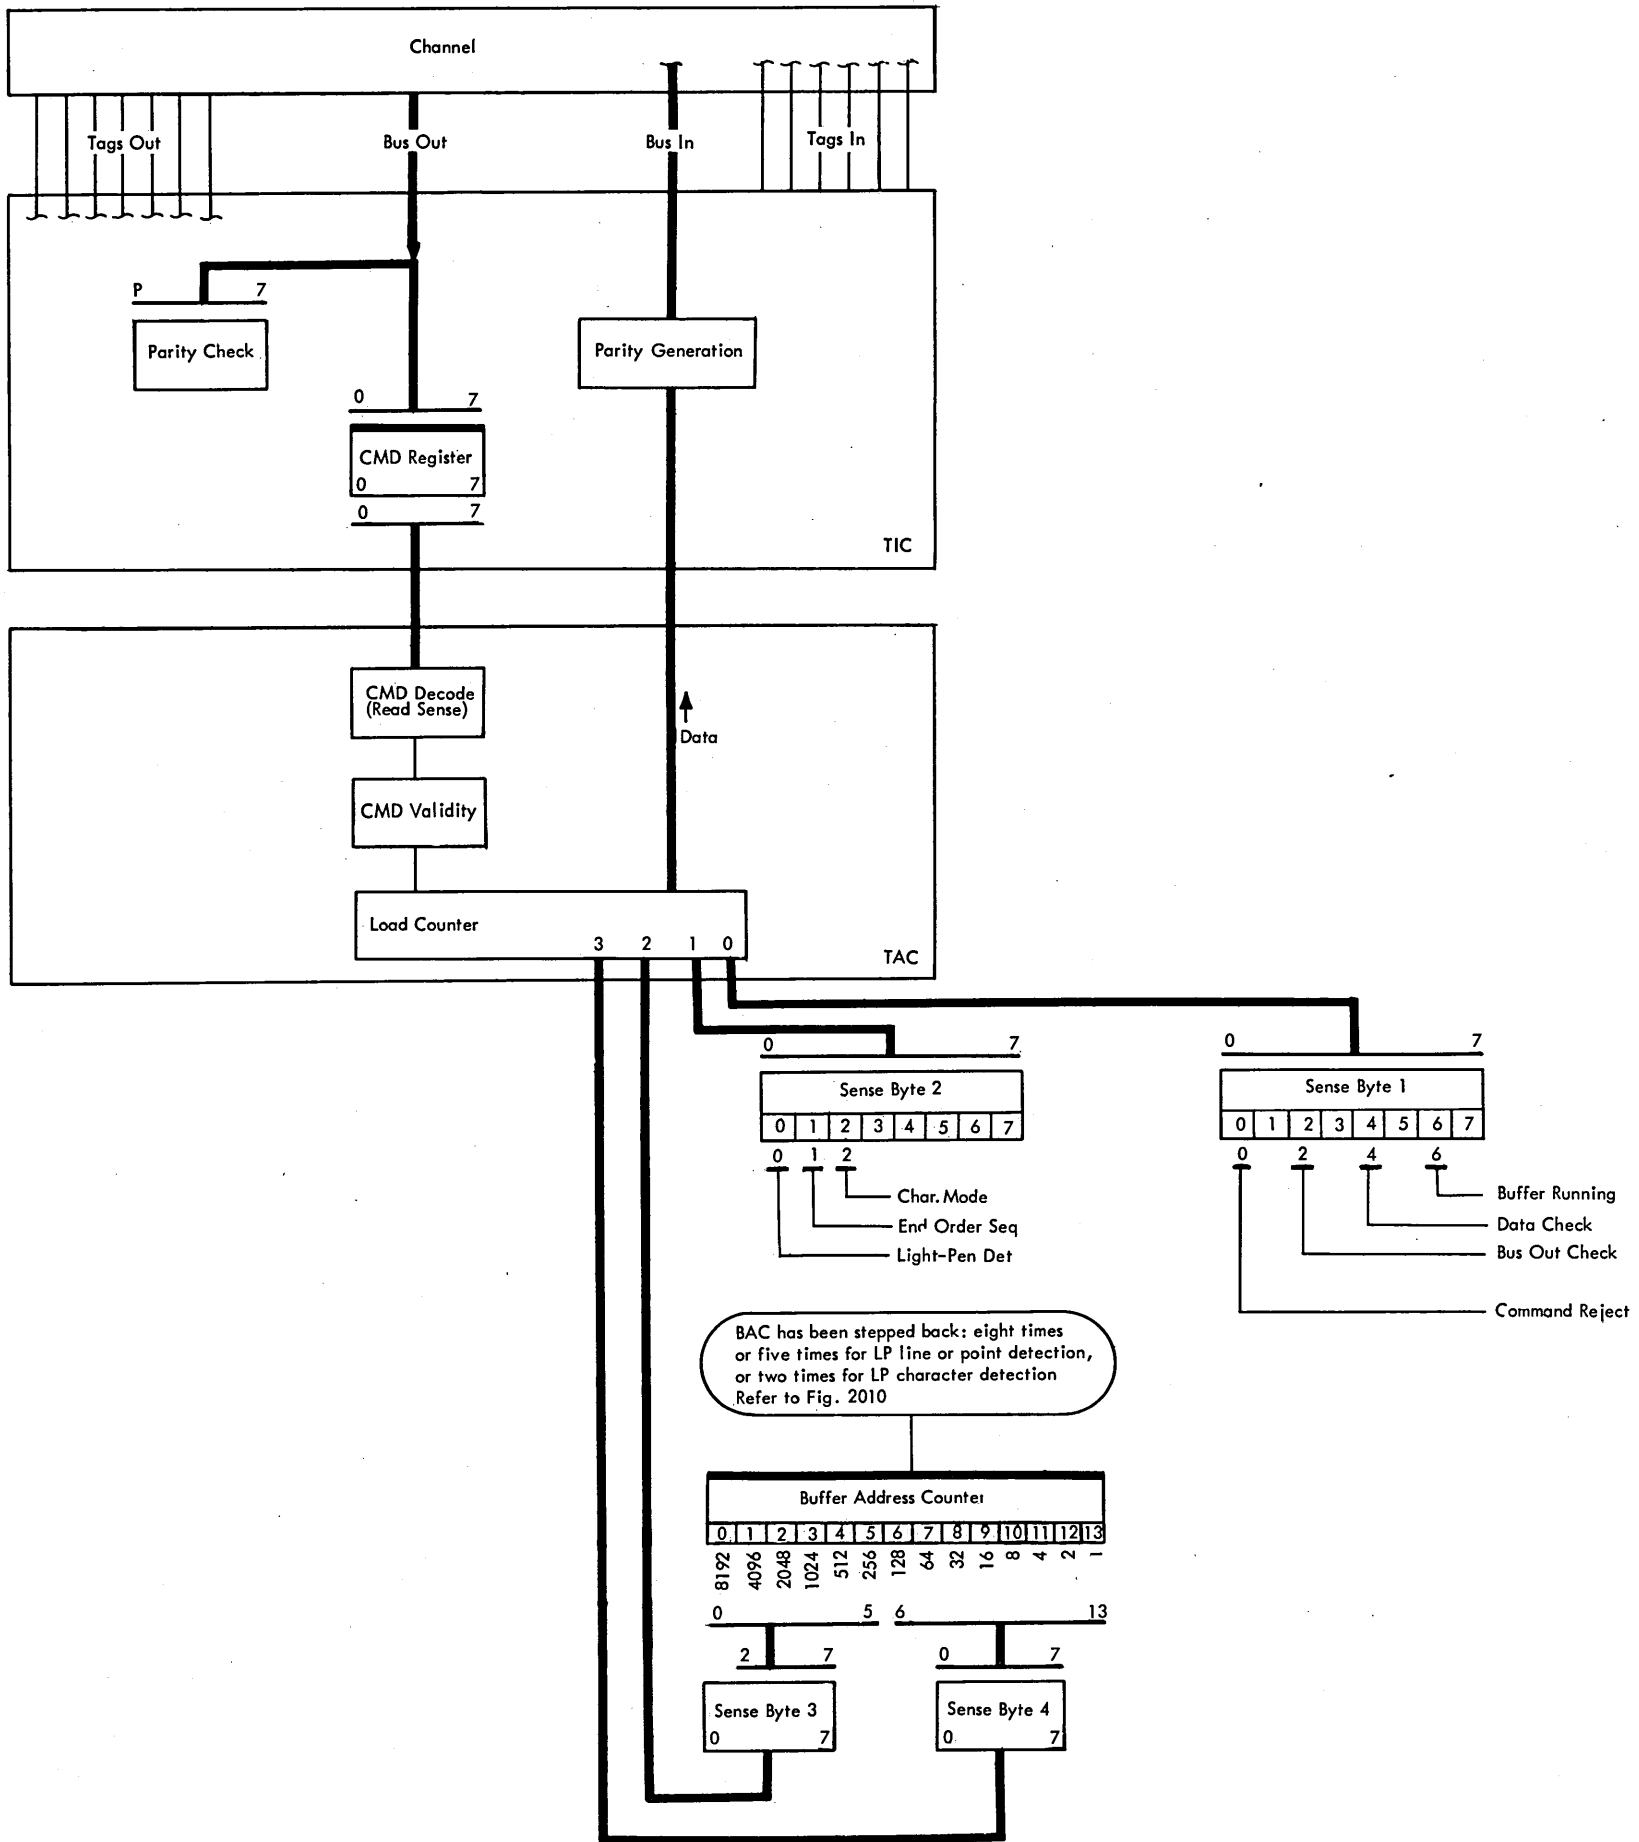 Channel
Tags Out
Bus Out
Bus In
Tags In
P 7
Parity Check
Parity Generation
0 7
CMD Register
0 7
0 7
TIC
CMD Decode
(Read Sense)
Data
CMD Validity
Load Counter
3 2 1 0
TAC
0 7
Sense Byte 2
0 1 2 3 4 5 6 7
0 1 2
Char. Mode
End Order Seq
Light-Pen Det
0 7
Sense Byte 1
0 1 2 3 4 5 6 7
0 2 4 6
Buffer Running
Data Check
Bus Out Check
Command Reject
BAC has been stepped back: eight times
or five times for LP line or point detection,
or two times for LP character detection
Refer to Fig. 2010
Buffer Address Counter
0 1 2 3 4 5 6 7 8 9 10 11 12 13
8192 4096 2048 1024 512 256 128 64 32 16 8 4 2 1
0 5 6 13
2 7 0 7
Sense Byte 3
0 7
Sense Byte 4
0 7